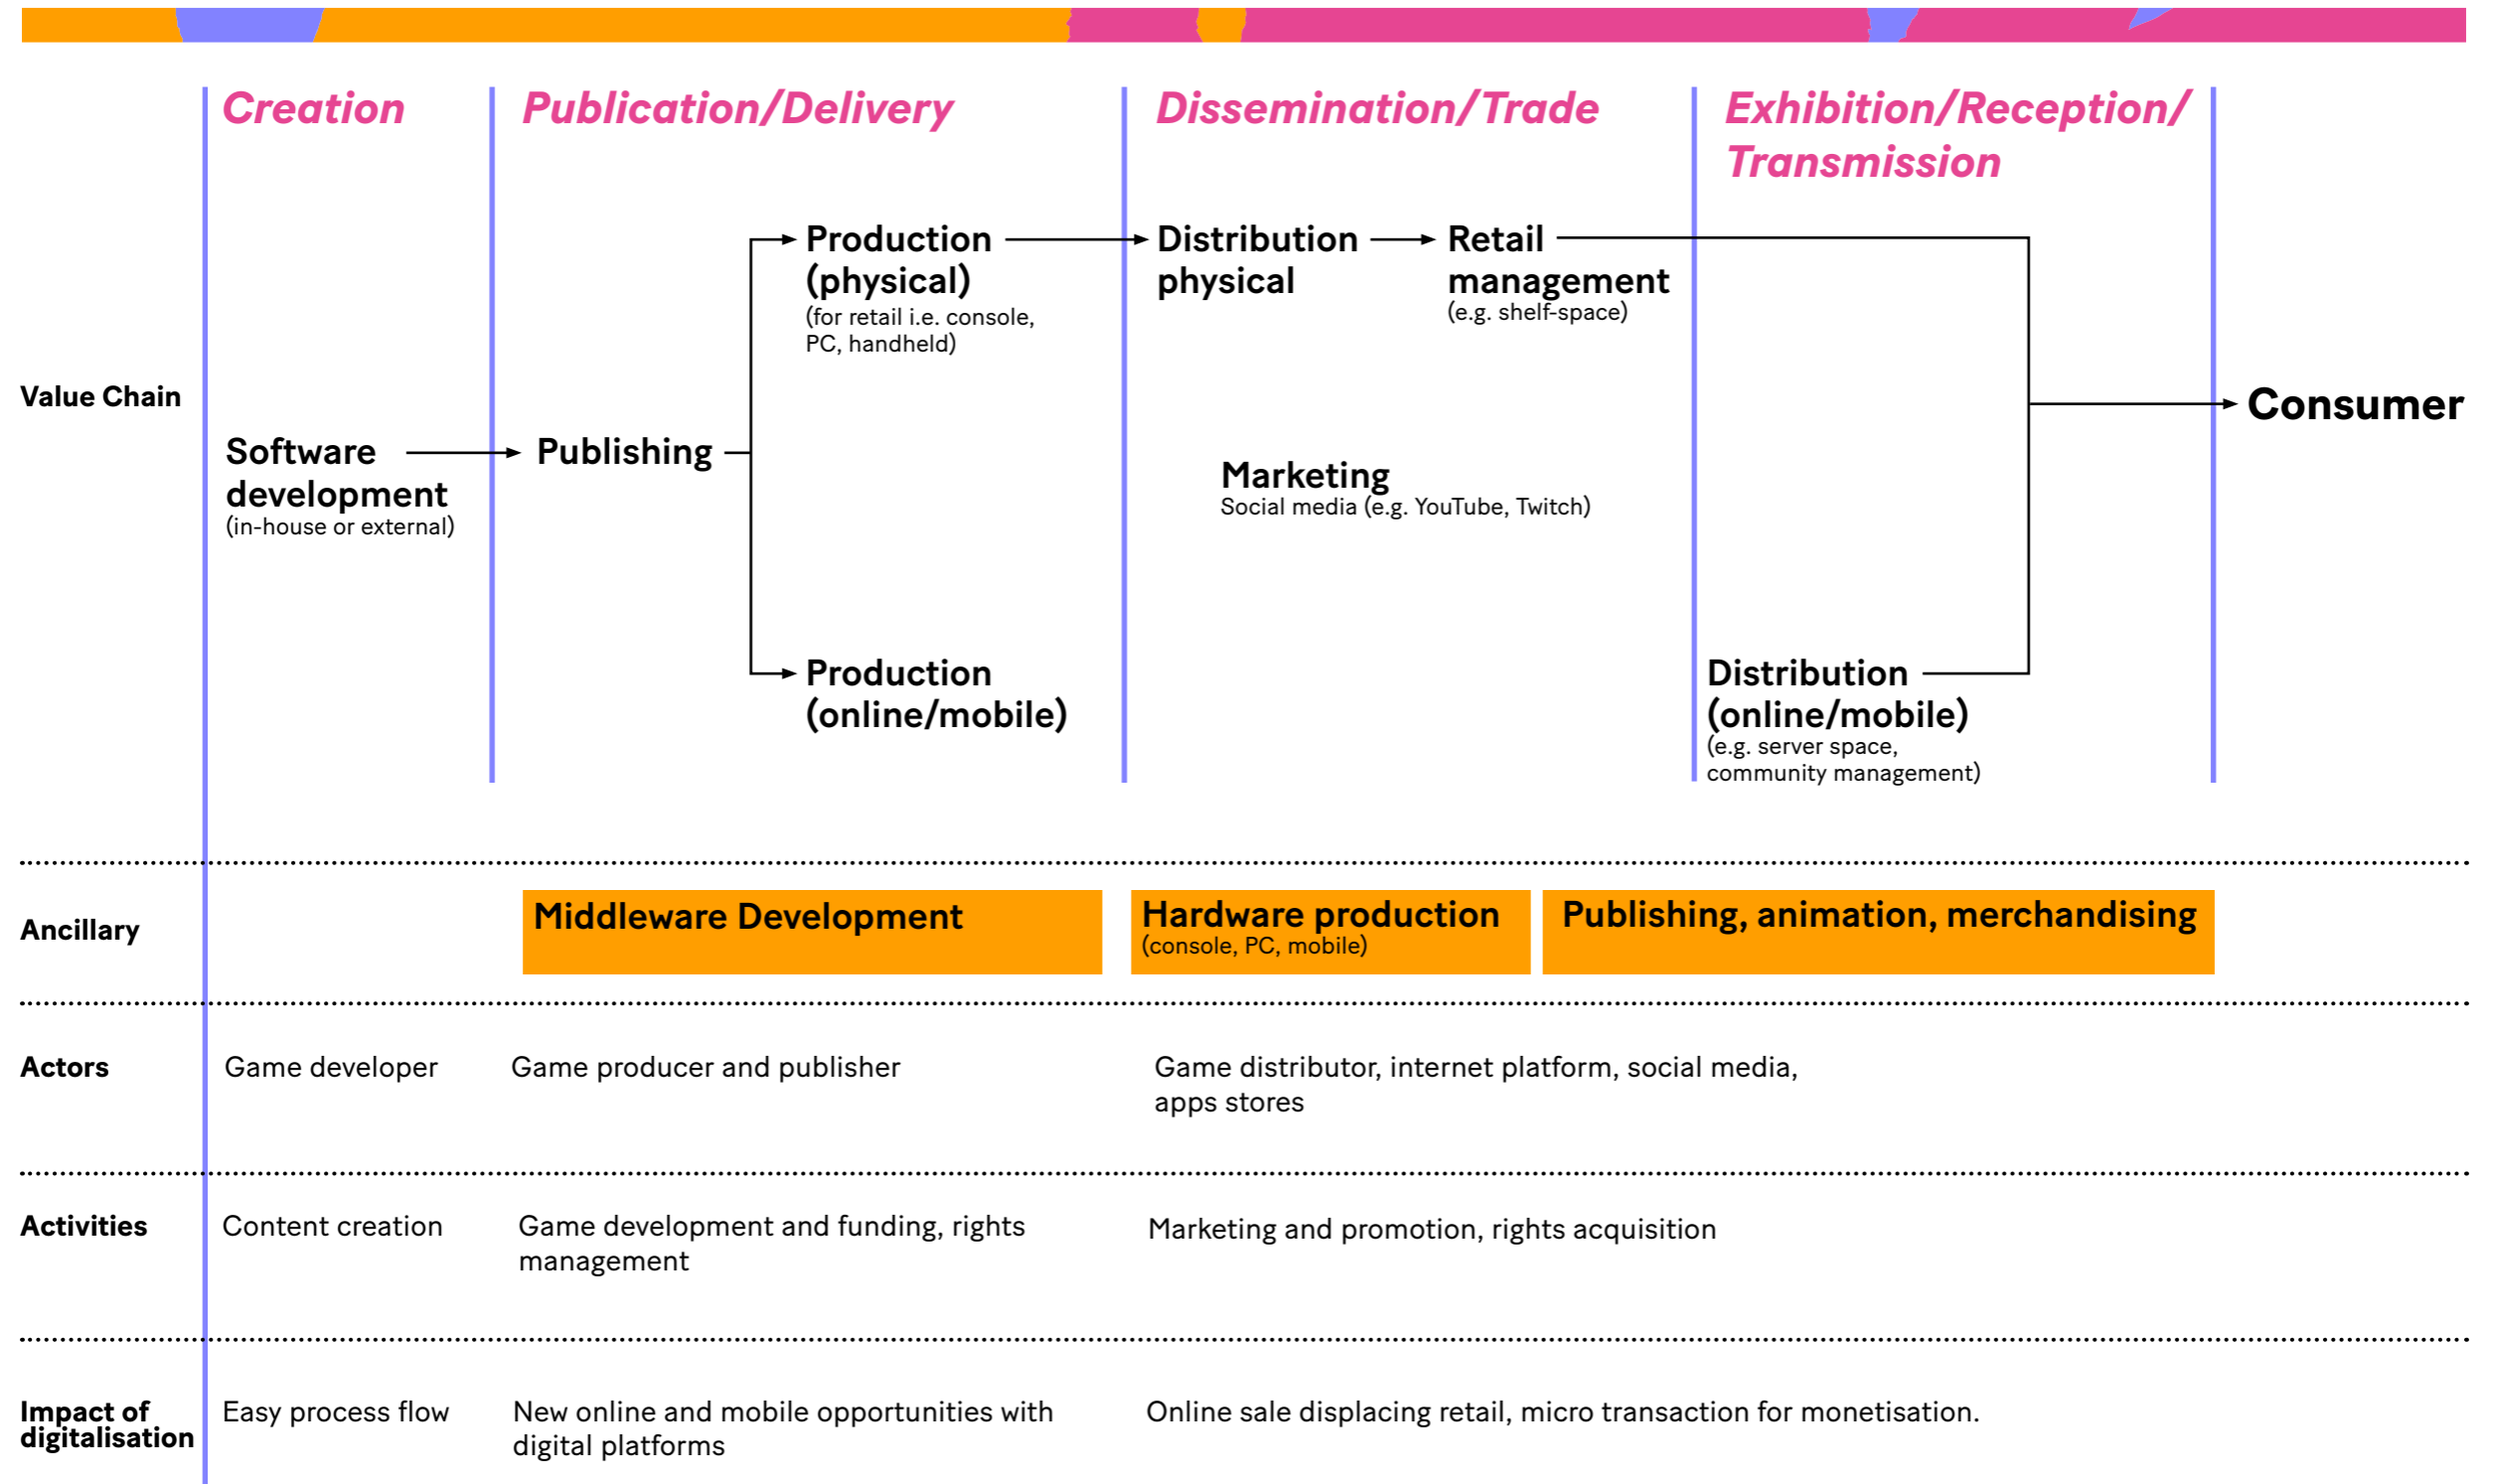 Creation
Publication/Delivery
Dissemination/Trade
Exhibition/Reception/
Transmission
Value Chain
Software
development
(in-house or external)
Publishing
Production
(physical)
(for retail i.e. console,
PC, handheld)
Production
(online/mobile)
Distribution
physical
Retail
management
(e.g. shelf-space)
Marketing
Social media (e.g. YouTube, Twitch)
Distribution
(online/mobile)
(e.g. server space,
community management)
Consumer
Ancillary
Middleware Development
Hardware production
(console, PC, mobile)
Publishing, animation, merchandising
Actors
Game developer
Game producer and publisher
Game distributor, internet platform, social media,
apps stores
Activities
Content creation
Game development and funding, rights
management
Marketing and promotion, rights acquisition
Impact of
digitalisation
Easy process flow
New online and mobile opportunities with
digital platforms
Online sale displacing retail, micro transaction for monetisation.